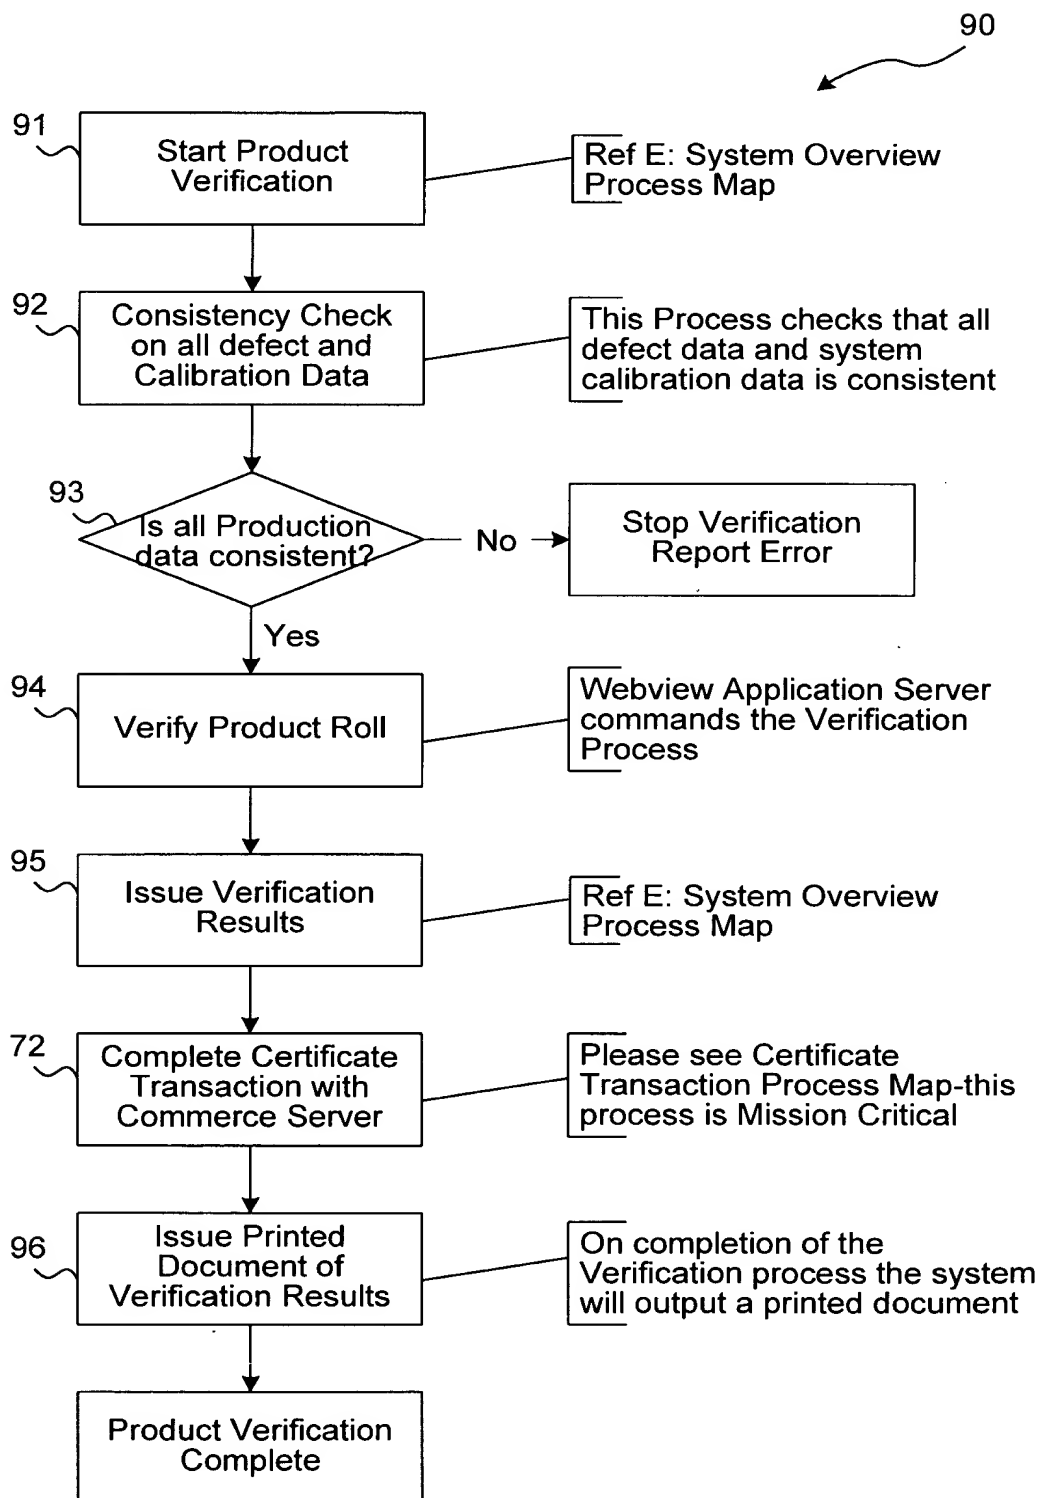 90
91
Start Product
Verification
Ref E: System Overview
Process Map
92
Consistency Check
on all defect and
Calibration Data
This Process checks that all
defect data and system
calibration data is consistent
93
Is all Production
data consistent?
No
Stop Verification
Report Error
Yes
94
Verify Product Roll
Webview Application Server
commands the Verification
Process
95
Issue Verification
Results
Ref E: System Overview
Process Map
72
Complete Certificate
Transaction with
Commerce Server
Please see Certificate
Transaction Process Map-this
process is Mission Critical
96
Issue Printed
Document of
Verification Results
On completion of the
Verification process the system
will output a printed document
Product Verification
Complete